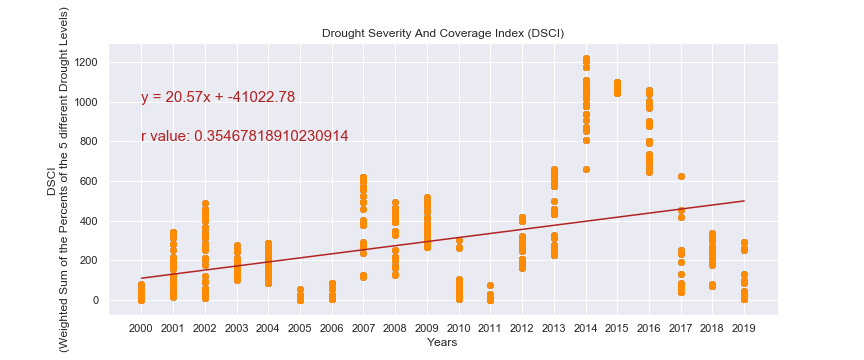 Drought Severity And Coverage Index (DSCI)
DSCI
(Weighted Sum of the Percents of the 5 different Drought Levels)
1200
1000
800
600
400
200
0
y = 20.57x + -41022.78
r value: 0.35467818910230914
2000 2001 2002 2003 2004 2005 2006 2007 2008 2009 2010 2011 2012 2013 2014 2015 2016 2017 2018 2019
Years